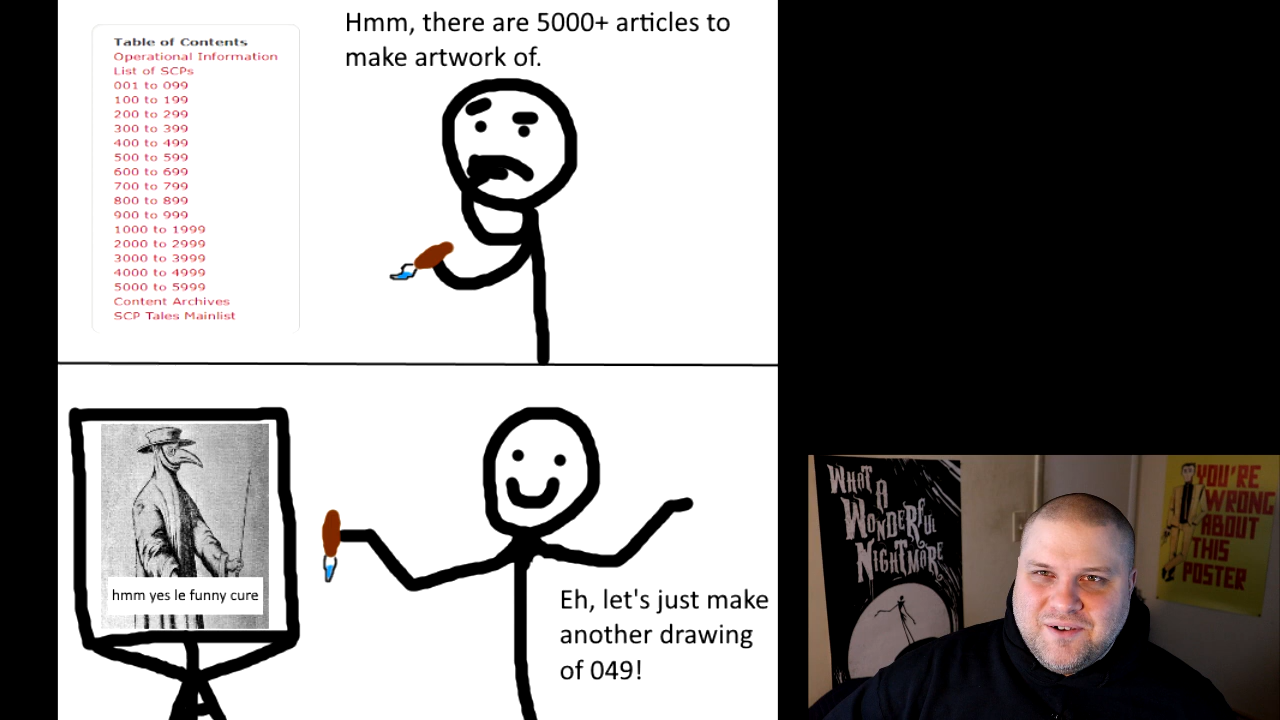 Hmm, there are 5000+ articles to
make artwork of.
Table of Contents
Operational Information
List of SCPs
001 to 099
100 to 199
200 to 299
300 to 399
400 to 499
500 to 599
600 to 699
700 to 799
800 to 899
900 to 999
1000 to 1999
2000 to 2999
3000 to 3999
4000 to 4999
5000 to 5999
Content Archives
SCP Tales Mainlist
hmm yes le funny cure
Eh, let's just make
another drawing
of 049!
WHAT
A
WONDERFUL
NIGHTMARE
YOU'RE
WRONG
ABOUT
THIS
POSTER